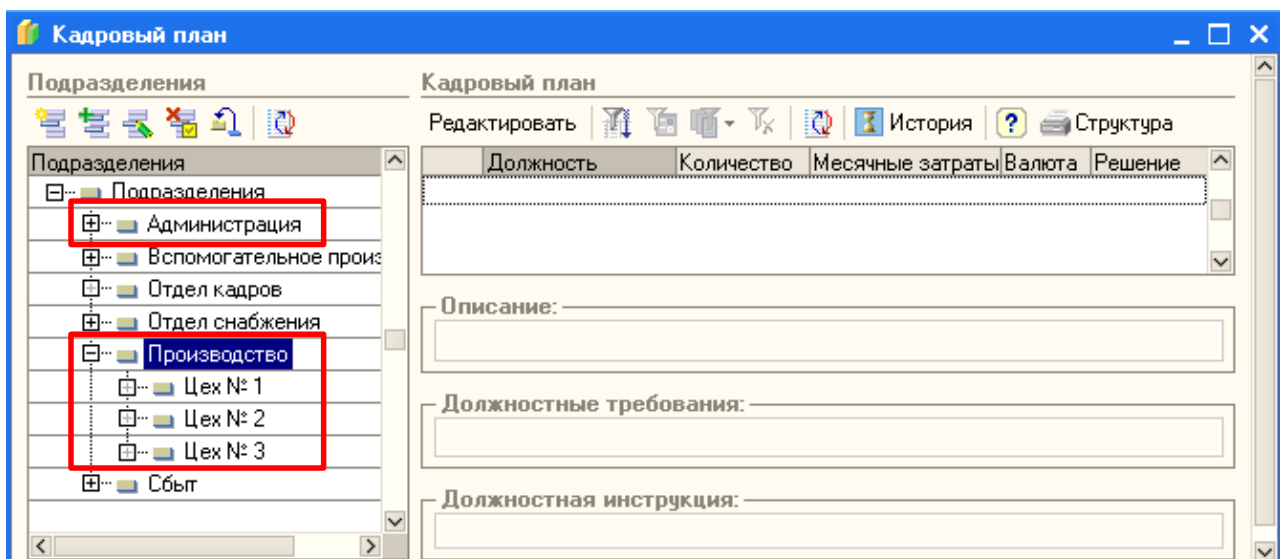 Кадровый план
Подразделения
Кадровый план
Редактировать
История
?
Структура
Подразделения
Должность
Количество
Месячные затраты
Валюта
Решение
Подразделения
Администрация
Вспомогательное произ
Отдел кадров
Отдел снабжения
Производство
Цех № 1
Цех № 2
Цех № 3
Сбыт
Описание:
Должностные требования:
Должностная инструкция: